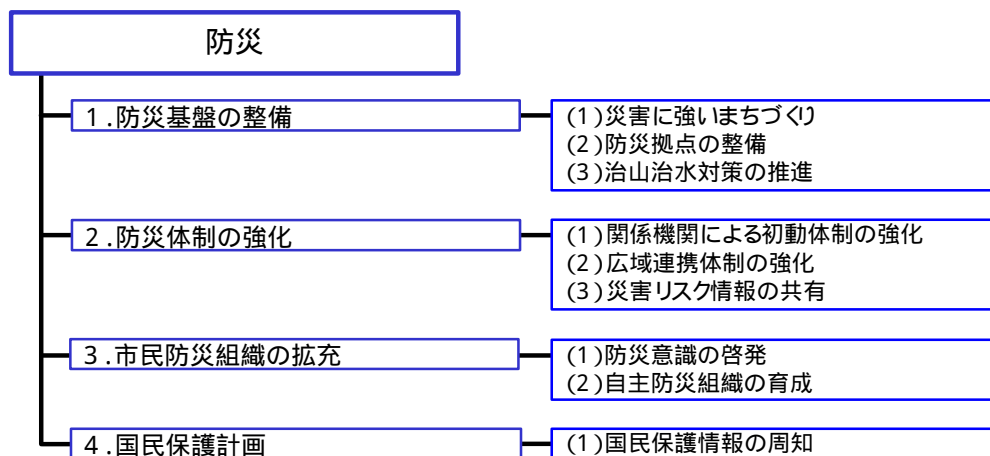 防災
1.防災基盤の整備
(1)災害に強いまちづくり
(2)防災拠点の整備
(3)治山治水対策の推進
2.防災体制の強化
(1)関係機関による初動体制の強化
(2)広域連携体制の強化
(3)災害リスク情報の共有
3.市民防災組織の拡充
(1)防災意識の啓発
(2)自主防災組織の育成
4.国民保護計画
(1)国民保護情報の周知